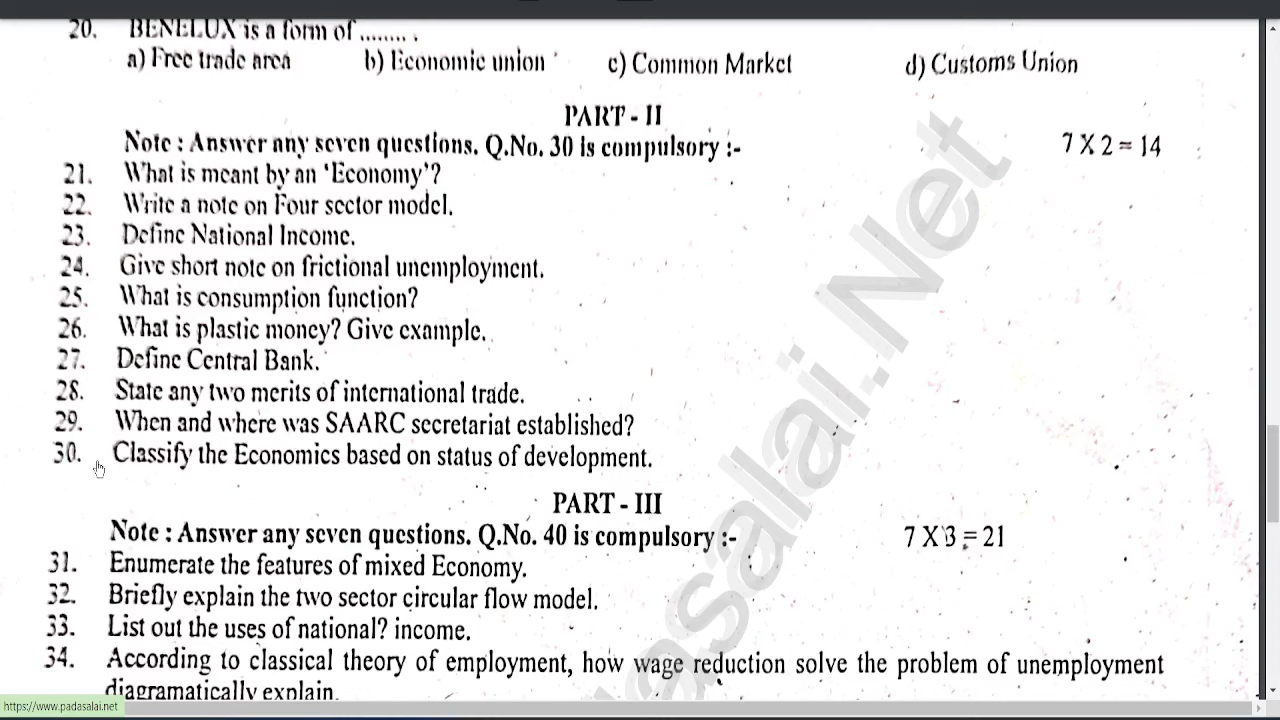 20. BENELUX is a form of ........ .
a) Free trade area b) Economic union c) Common Market d) Customs Union
PART - II
Note : Answer any seven questions. Q.No. 30 is compulsory :- 7 X 2 = 14
21. What is meant by an ‘Economy’?
22. Write a note on Four sector model.
23. Define National Income.
24. Give short note on frictional unemployment.
25. What is consumption function?
26. What is plastic money? Give example.
27. Define Central Bank.
28. State any two merits of international trade.
29. When and where was SAARC secretariat established?
30. Classify the Economics based on status of development.
PART - III
Note : Answer any seven questions. Q.No. 40 is compulsory :- 7 X 3 = 21
31. Enumerate the features of mixed Economy.
32. Briefly explain the two sector circular flow model.
33. List out the uses of national? income.
34. According to classical theory of employment, how wage reduction solve the problem of unemployment
diagramatically explain.
https://www.padasalai.net